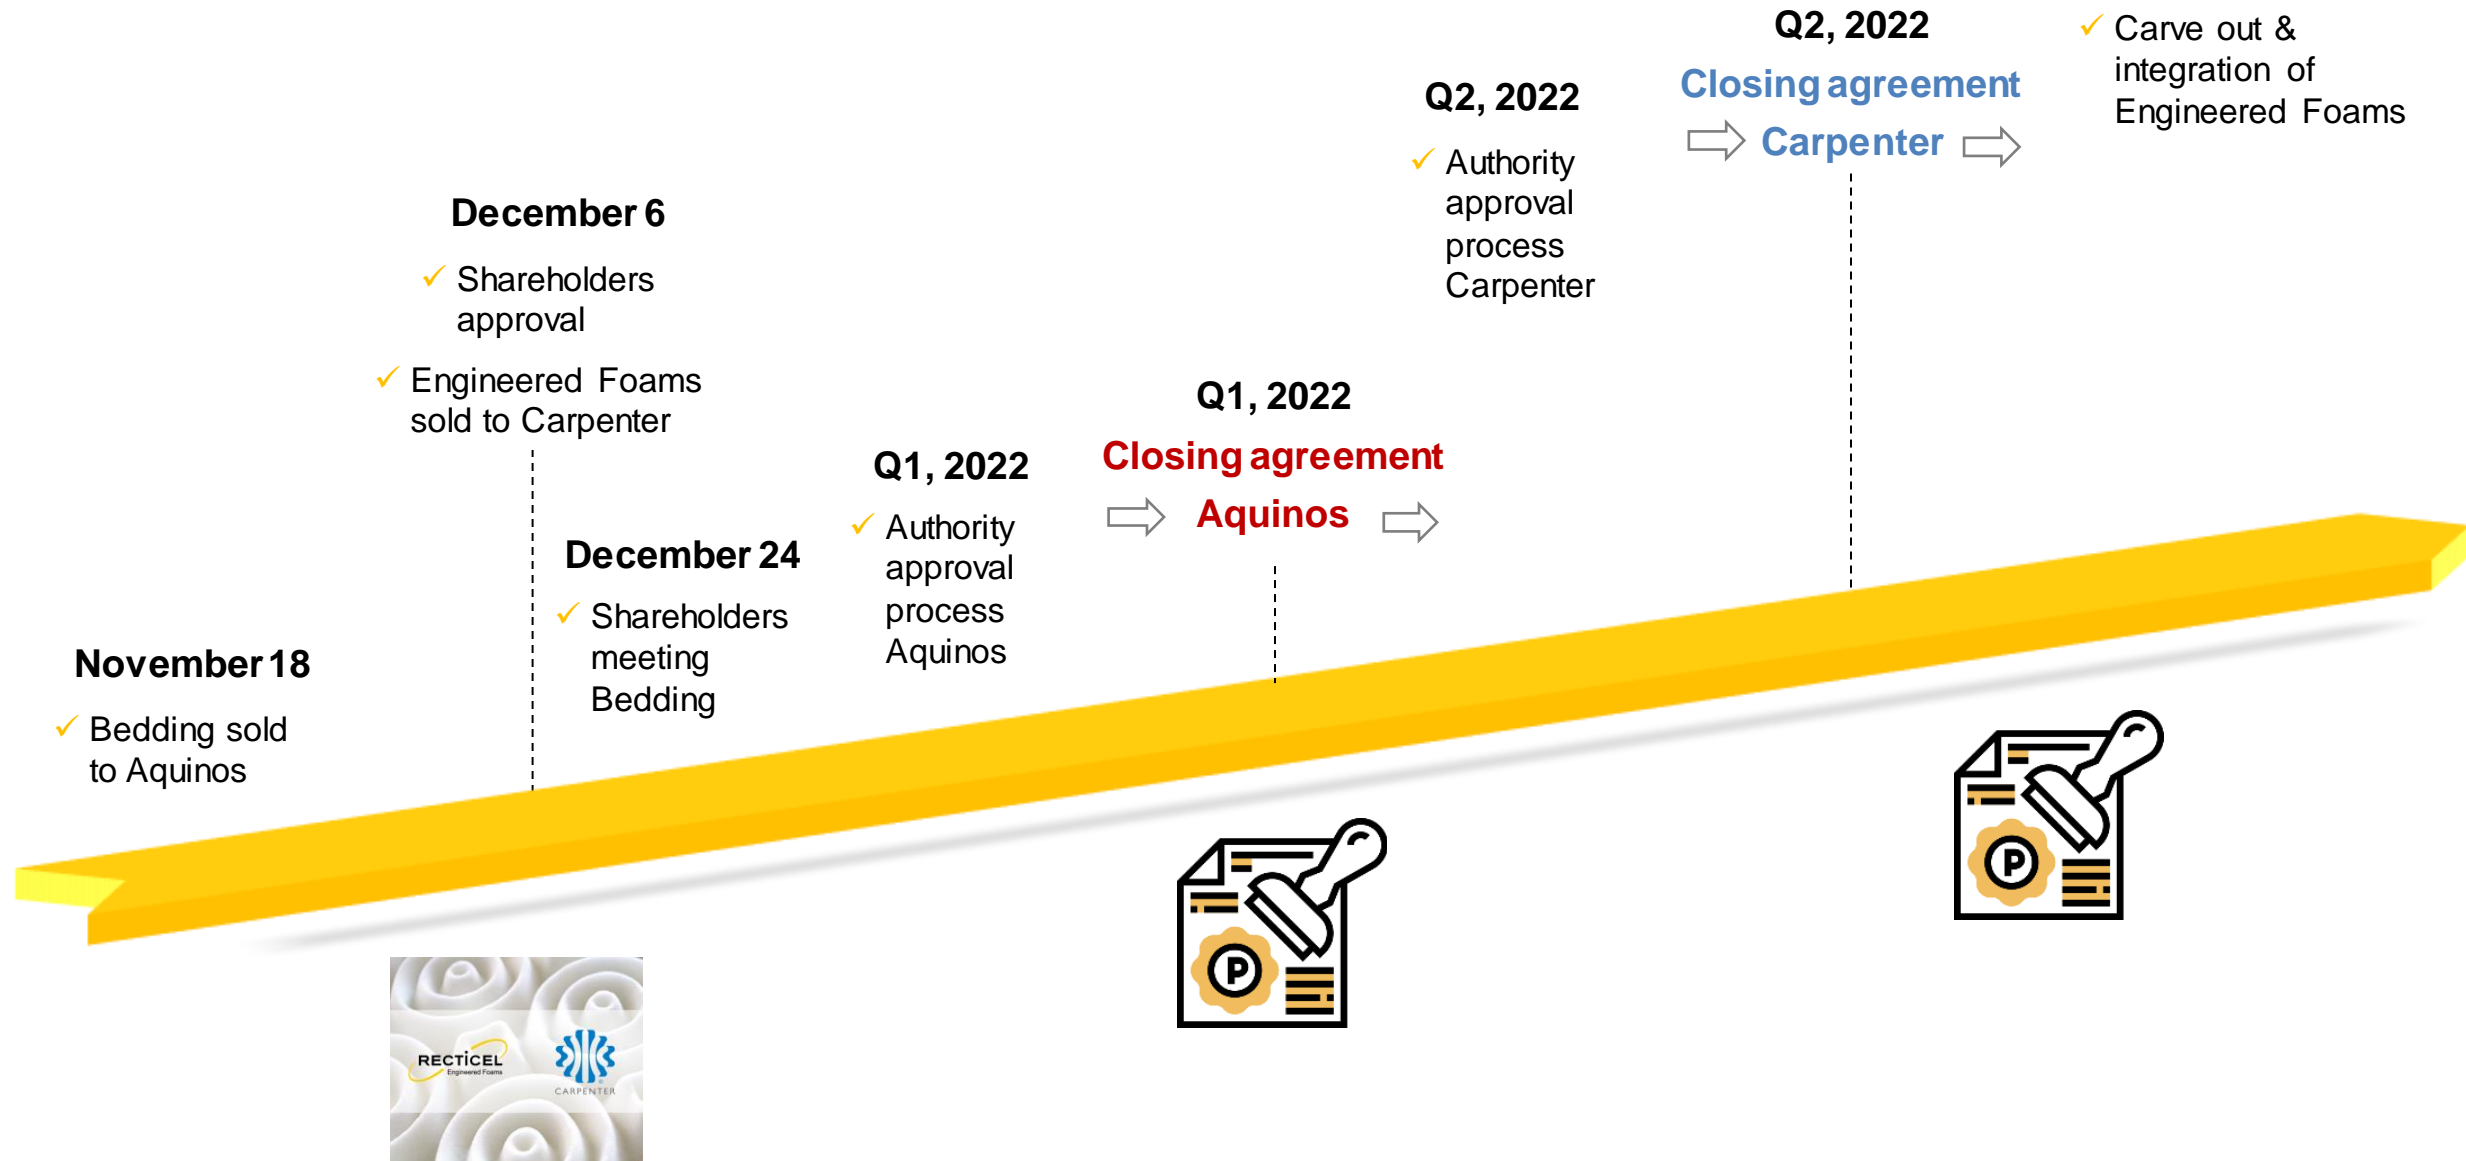 November 18
Bedding sold
to Aquinos
December 6
Shareholders
approval
Engineered Foams
sold to Carpenter
December 24
Shareholders
meeting
Bedding
Q1, 2022
Authority
approval
process
Aquinos
Q1, 2022
Closing agreement
Aquinos
Q2, 2022
Authority
approval
process
Carpenter
Q2, 2022
Closing agreement
Carpenter
Carve out &
integration of
Engineered Foams
RECTICEL
Engineered Foams
CARPENTER
P
P